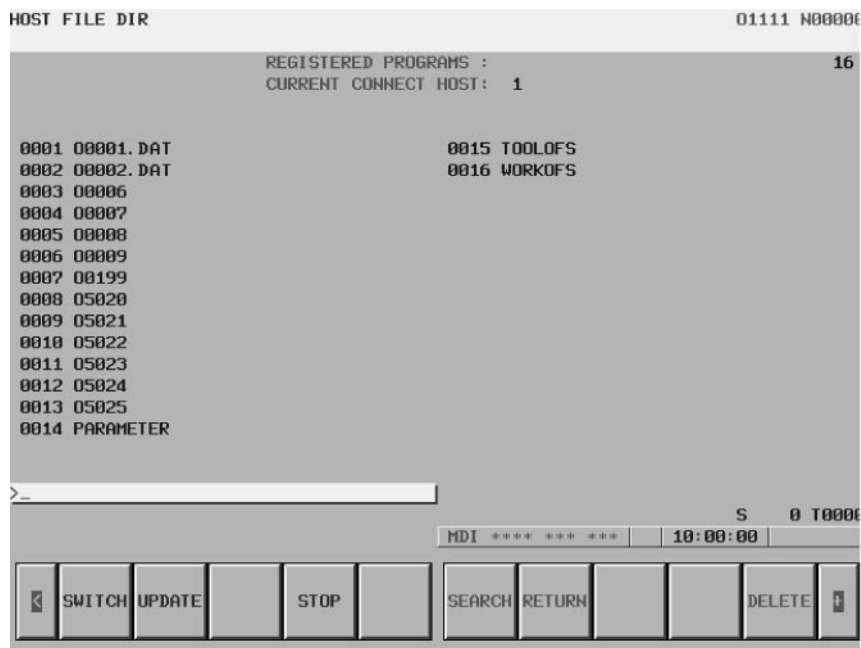 HOST FILE DIR O1111 N00000
REGISTERED PROGRAMS : 16
CURRENT CONNECT HOST: 1
0001 O0001.DAT 0015 TOOLOFS
0002 O0002.DAT 0016 WORKOFS
0003 O0006
0004 O0007
0005 O0008
0006 O0009
0007 O0199
0008 O5020
0009 O5021
0010 O5022
0011 O5023
0012 O5024
0013 O5025
0014 PARAMETER
>_
S 0 T0000
MDI **** *** *** 10:00:00
< SWITCH UPDATE STOP SEARCH RETURN DELETE +